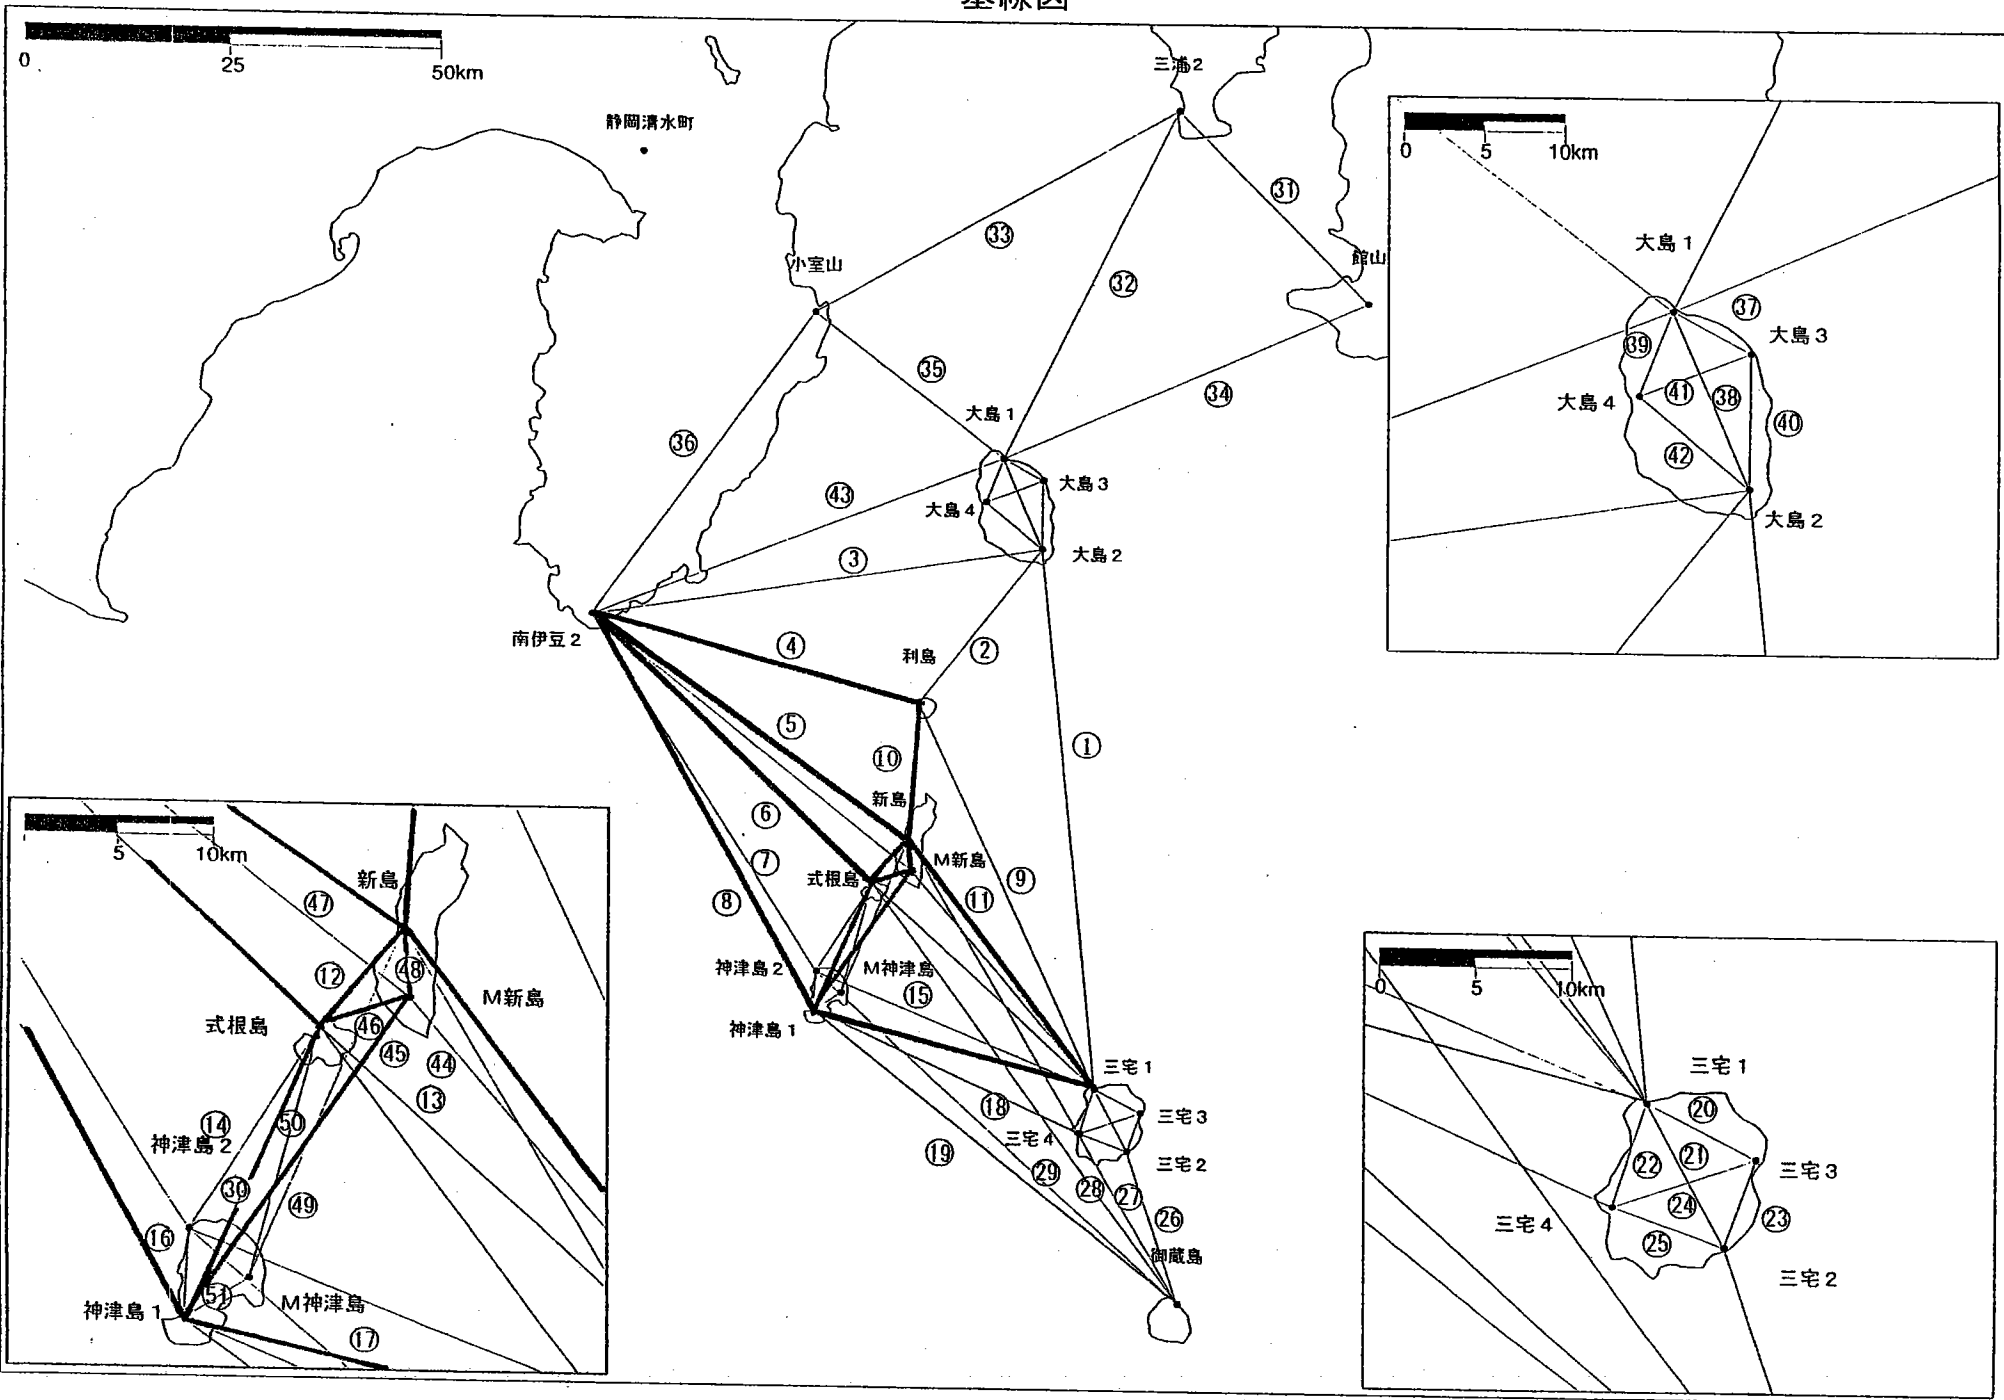 基線図
0
25
50km
静岡清水町
三浦2
館山
小室山
大島1
大島3
大島4
大島2
南伊豆2
利島
新島
M新島
式根島
神津島2
M神津島
神津島1
三宅1
三宅3
三宅4
三宅2
御蔵島
㉛
㉝
㉜
㉟
㉞
㊱
㊸
③
④
②
⑤
⑩
①
⑥
⑦
⑧
⑨
⑪
⑮
⑱
⑲
㉙
㉘
㉗
㉖
0
5
10km
大島1
㊲
大島3
㊴
大島4
㊶
㊳
㊵
㊷
大島2
5
10km
新島
㊼
⑫
㊽
M新島
式根島
㊻
㊺
㊹
⑬
⑭
㊿
神津島2
㉚
㊾
⑯
51
M神津島
神津島1
⑰
0
5
10km
三宅1
⑳
㉒
㉑
三宅3
三宅4
㉔
㉓
㉕
三宅2